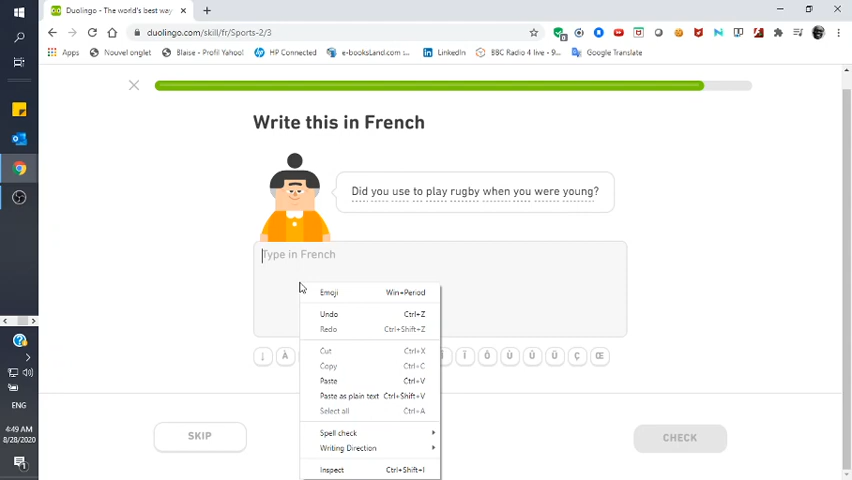 Duolingo - The world's best way
duolingo.com/skill/fr/Sports-2/3
Apps
Nouvel onglet
Blaise - Profil Yahoo!
HP Connected
e-booksLand.com :...
LinkedIn
BBC Radio 4 live - 9...
Google Translate
Write this in French
Did you use to play rugby when you were young?
Type in French
Emoji Win+Period
Undo Ctrl+Z
Redo Ctrl+Shift+Z
Cut Ctrl+X
Copy Ctrl+C
Paste Ctrl+V
Paste as plain text Ctrl+Shift+V
Select all Ctrl+A
Spell check
Writing Direction
Inspect Ctrl+Shift+I
↓ À Ï Ô Ù Û Ü Ç Œ
SKIP
CHECK
ENG
4:49 AM
8/28/2020